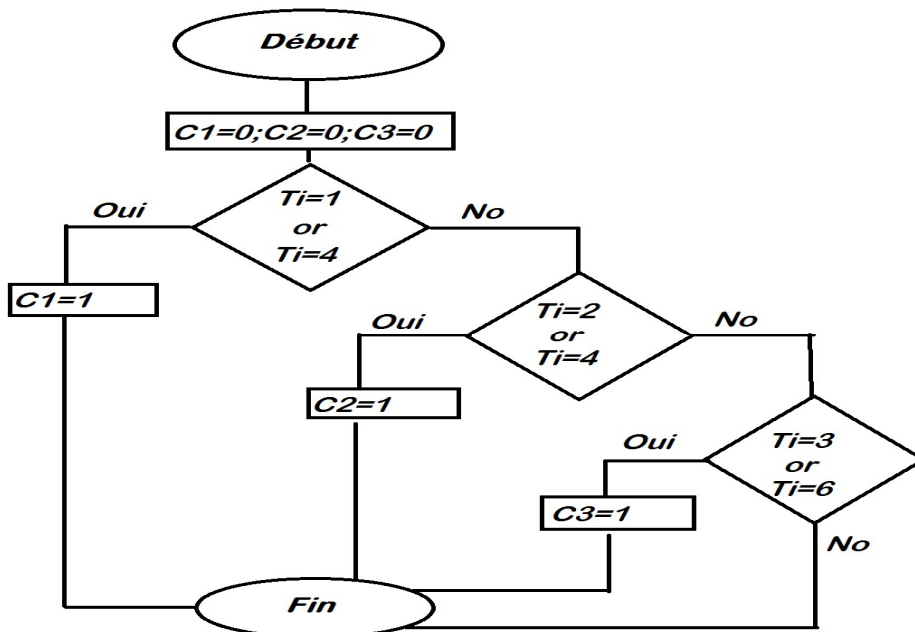 Début
C1=0;C2=0;C3=0
Ti=1
or
Ti=4
Oui
No
C1=1
Ti=2
or
Ti=4
Oui
No
C2=1
Ti=3
or
Ti=6
Oui
No
C3=1
Fin